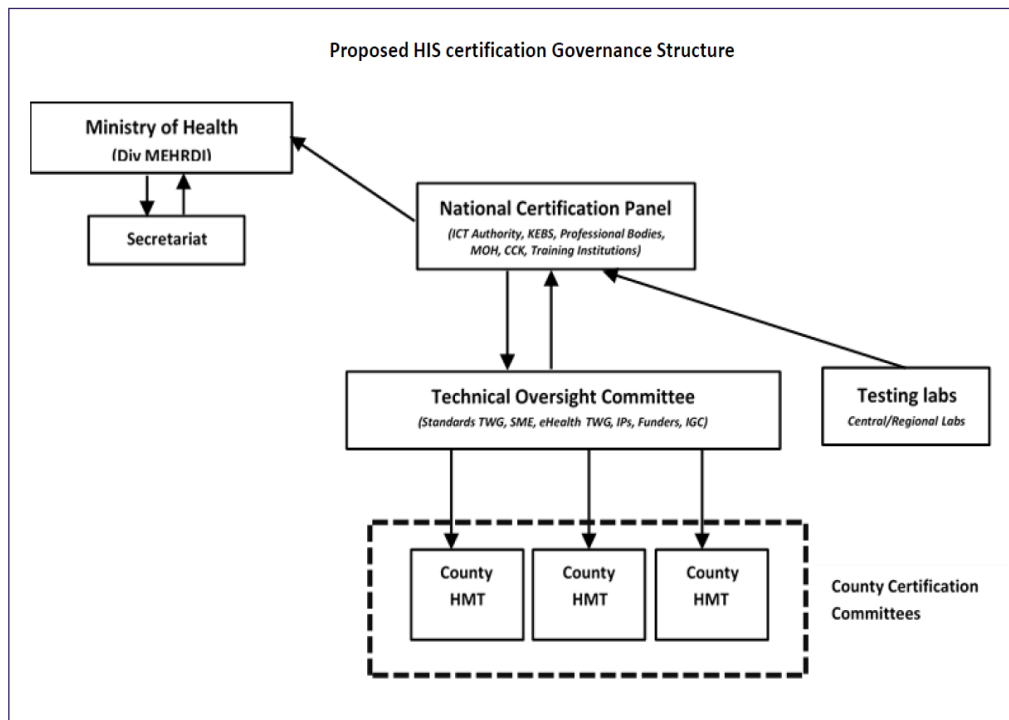 Proposed HIS certification Governance Structure
Ministry of Health
(Div MEHRDI)
Secretariat
National Certification Panel
(ICT Authority, KEBS, Professional Bodies,
MOH, CCK, Training Institutions)
Technical Oversight Committee
(Standards TWG, SME, eHealth TWG, IPs, Funders, IGC)
Testing labs
Central/Regional Labs
County
HMT
County
HMT
County
HMT
County Certification
Committees